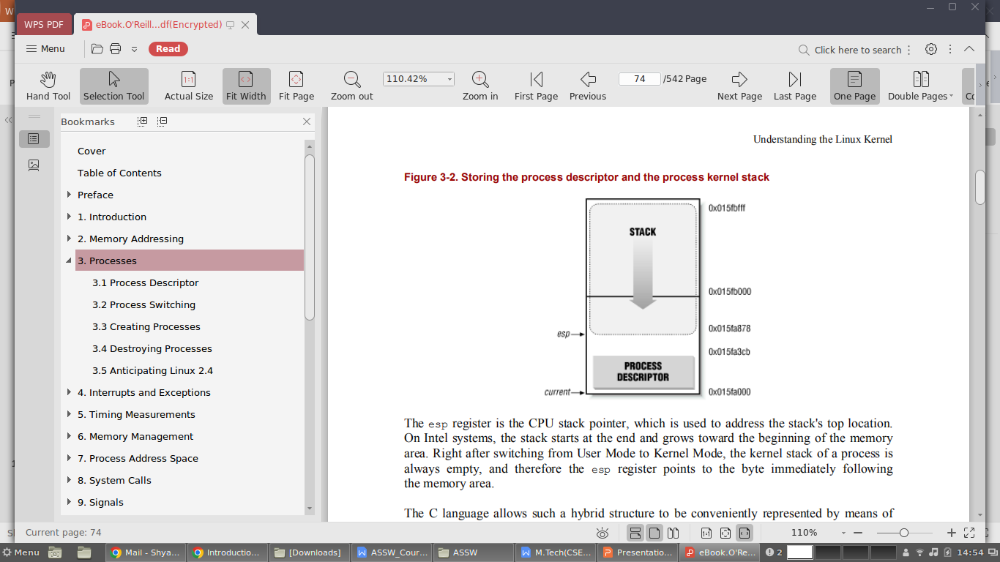 WPS PDF
eBook.O'Reill...df(Encrypted)
Menu
Read
Click here to search
Hand Tool
Selection Tool
Actual Size
Fit Width
Fit Page
Zoom out
110.42%
Zoom in
First Page
Previous
74 /542 Page
Next Page
Last Page
One Page
Double Pages
Bookmarks
Cover
Table of Contents
Preface
1. Introduction
2. Memory Addressing
3. Processes
3.1 Process Descriptor
3.2 Process Switching
3.3 Creating Processes
3.4 Destroying Processes
3.5 Anticipating Linux 2.4
4. Interrupts and Exceptions
5. Timing Measurements
6. Memory Management
7. Process Address Space
8. System Calls
9. Signals
Understanding the Linux Kernel
Figure 3-2. Storing the process descriptor and the process kernel stack
0x015fbfff
STACK
0x015fb000
0x015fa878
esp
0x015fa3cb
PROCESS
DESCRIPTOR
current
0x015fa000
The esp register is the CPU stack pointer, which is used to address the stack's top location.
On Intel systems, the stack starts at the end and grows toward the beginning of the memory
area. Right after switching from User Mode to Kernel Mode, the kernel stack of a process is
always empty, and therefore the esp register points to the byte immediately following
the memory area.
The C language allows such a hybrid structure to be conveniently represented by means of
Current page: 74
110%
Menu
Mail - Shya...
Introductio...
[Downloads]
ASSW_Cour...
ASSW
M.Tech(CSE...
Presentatio...
eBook.O'Re...
2
14:54